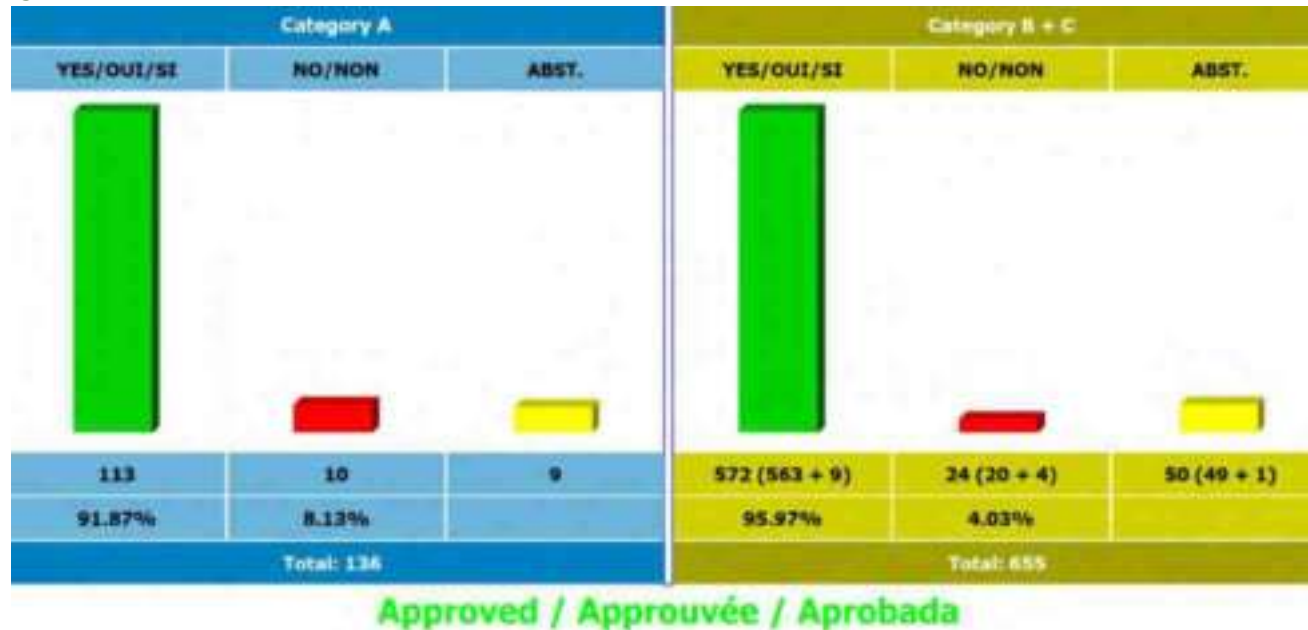 Category A
YES/OUI/SI NO/NON ABST.
113 10 9
91.87% 8.13%
Total: 136
Category B + C
YES/OUI/SI NO/NON ABST.
572 (563 + 9) 24 (20 + 4) 50 (49 + 1)
95.97% 4.03%
Total: 655
Approved / Approuvée / Aprobada